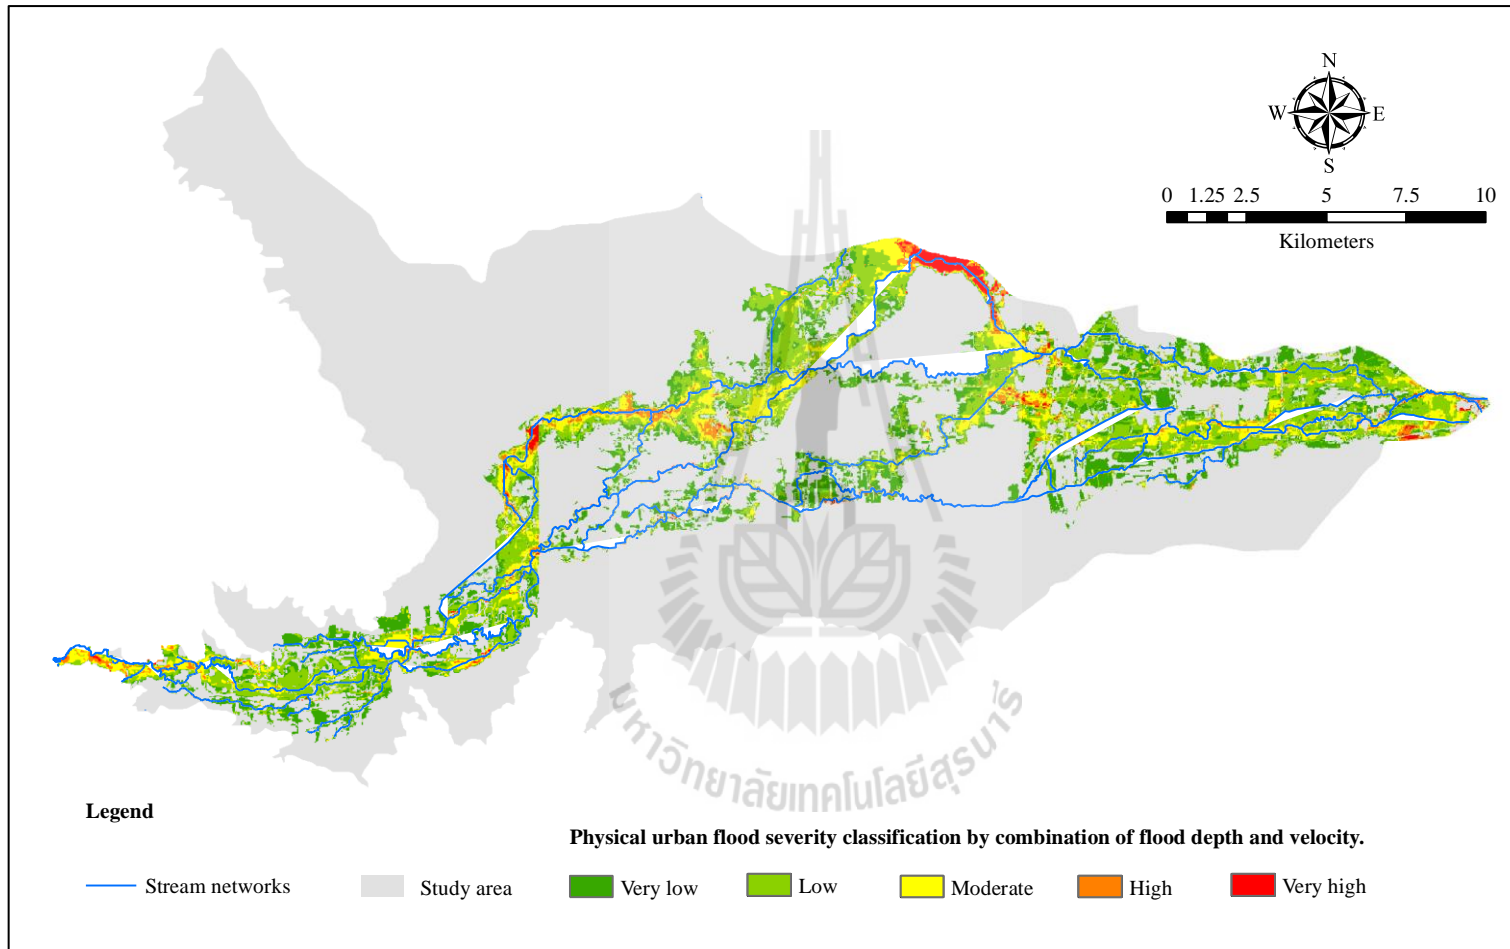 N
W E
S
0 1.25 2.5 5 7.5 10
Kilometers
มหาวิทยาลัยเทคโนโลยีสุรนารี
Legend
Physical urban flood severity classification by combination of flood depth and velocity.
Stream networks Study area Very low Low Moderate High Very high